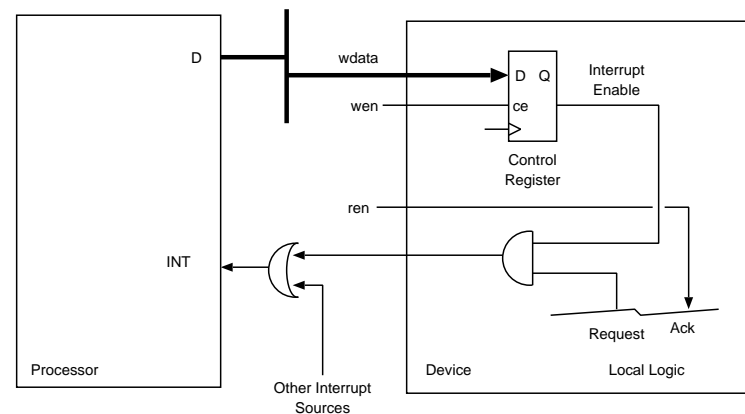 D
wdata
D Q
Interrupt
Enable
wen
ce
Control
Register
ren
INT
Request
Ack
Processor
Device
Local Logic
Other Interrupt
Sources